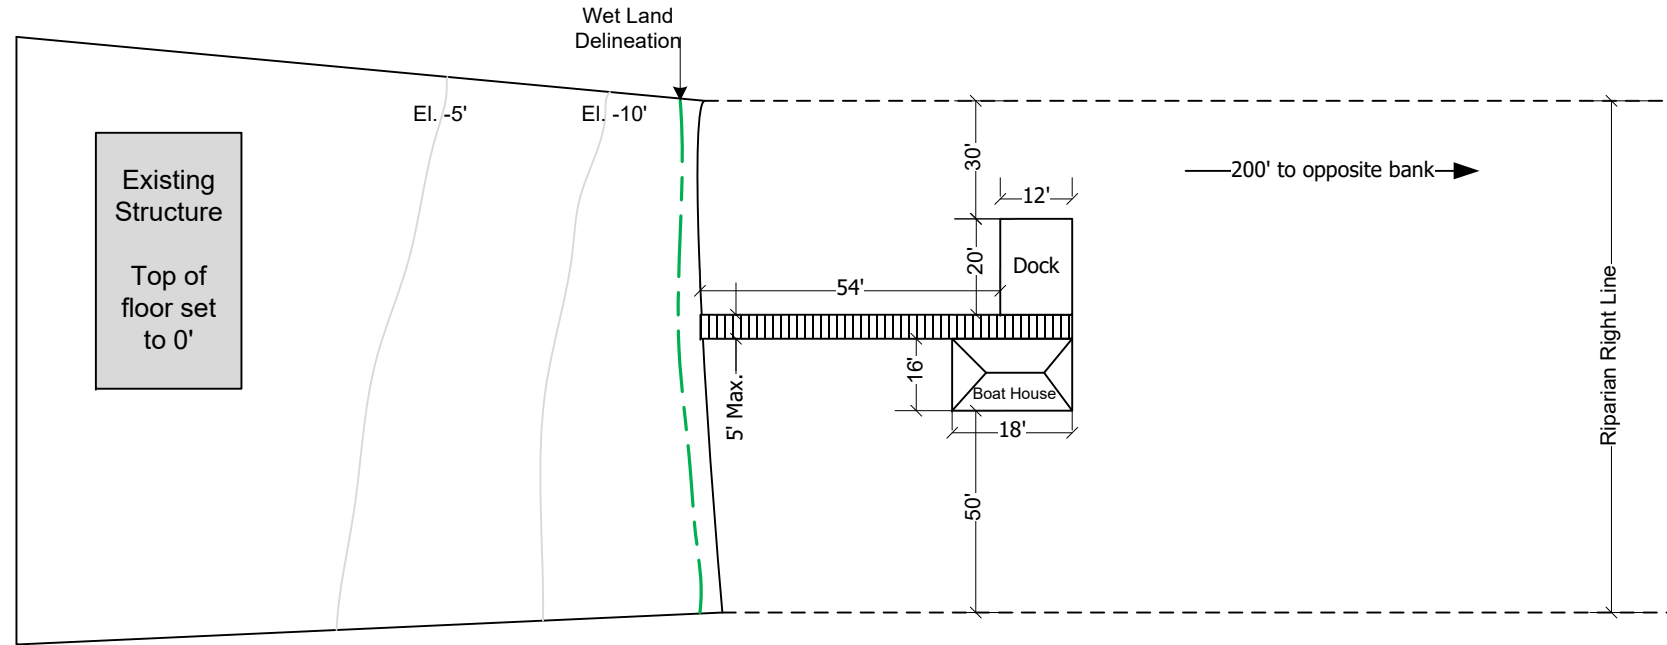 Wet Land
Delineation
El. -5'
El. -10'
Existing
Structure
Top of
floor set
to 0'
30'
200' to opposite bank
12'
20'
Dock
54'
16'
5' Max.
Boat House
18'
50'
Riparian Right Line